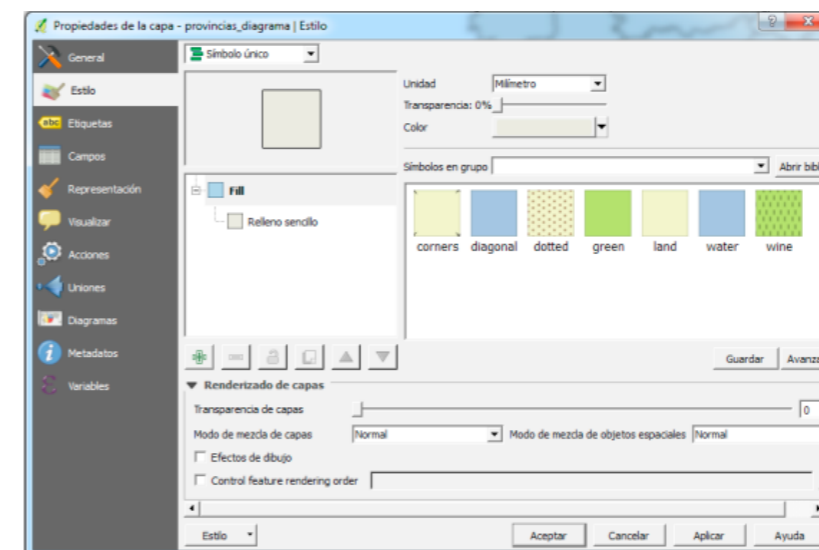 Propiedades de la capa - provincias_diagrama | Estilo
General
Estilo
abc Etiquetas
Campos
Representación
Visualizar
Acciones
Uniones
Diagramas
Metadatos
Variables
Símbolo único
Unidad Milímetro
Transparencia: 0%
Color
Símbolos en grupo Abrir bibl
Fill
Relleno sencillo
corners diagonal dotted green land water wine
Guardar Avanza
Renderizado de capas
Transparencia de capas 0
Modo de mezcla de capas Normal Modo de mezcla de objetos espaciales Normal
Efectos de dibujo
Control feature rendering order
Estilo Aceptar Cancelar Aplicar Ayuda